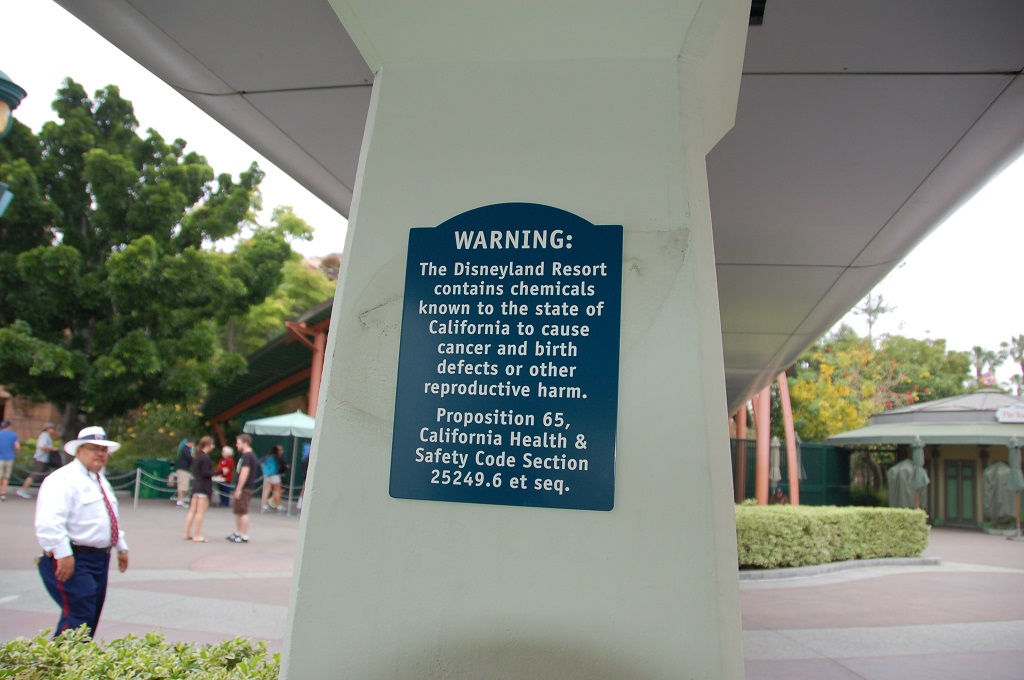 WARNING:
The Disneyland Resort
contains chemicals
known to the state of
California to cause
cancer and birth
defects or other
reproductive harm.
Proposition 65,
California Health &
Safety Code Section
25249.6 et seq.